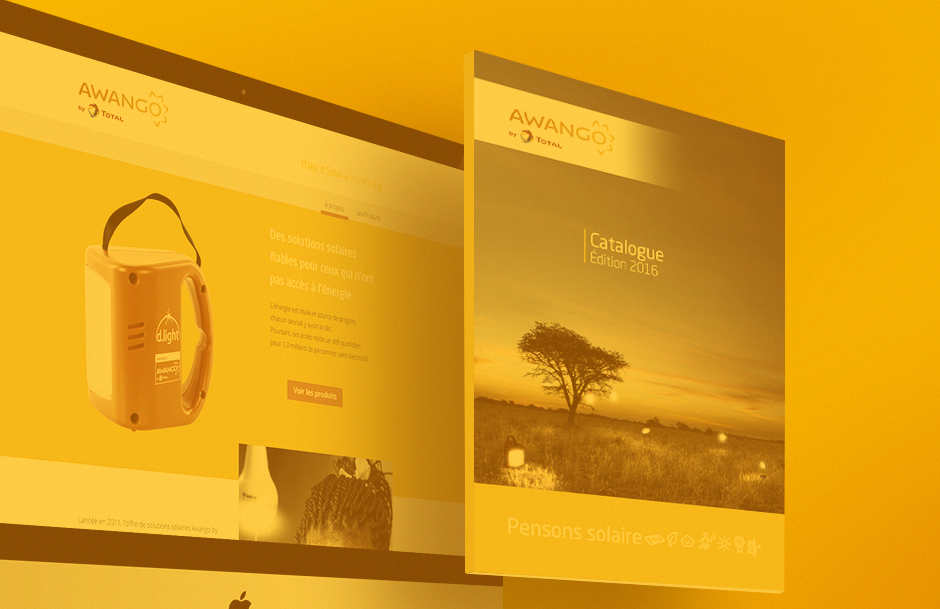 AWANGO
by TOTAL
À propos
Les Produits
Des solutions solaires
fiables pour ceux qui n'ont
pas accès à l'énergie
L'énergie est vitale et source de progrès,
chacun devrait y avoir accès.
Pourtant, cet accès reste un défi quotidien
pour 1,3 milliard de personnes sans électricité.
Voir les produits
d.light
AWANGO
Lancée en 2011, l'offre de solutions solaires Awango by
AWANGO
by TOTAL
Catalogue
Édition 2016
Pensons solaire